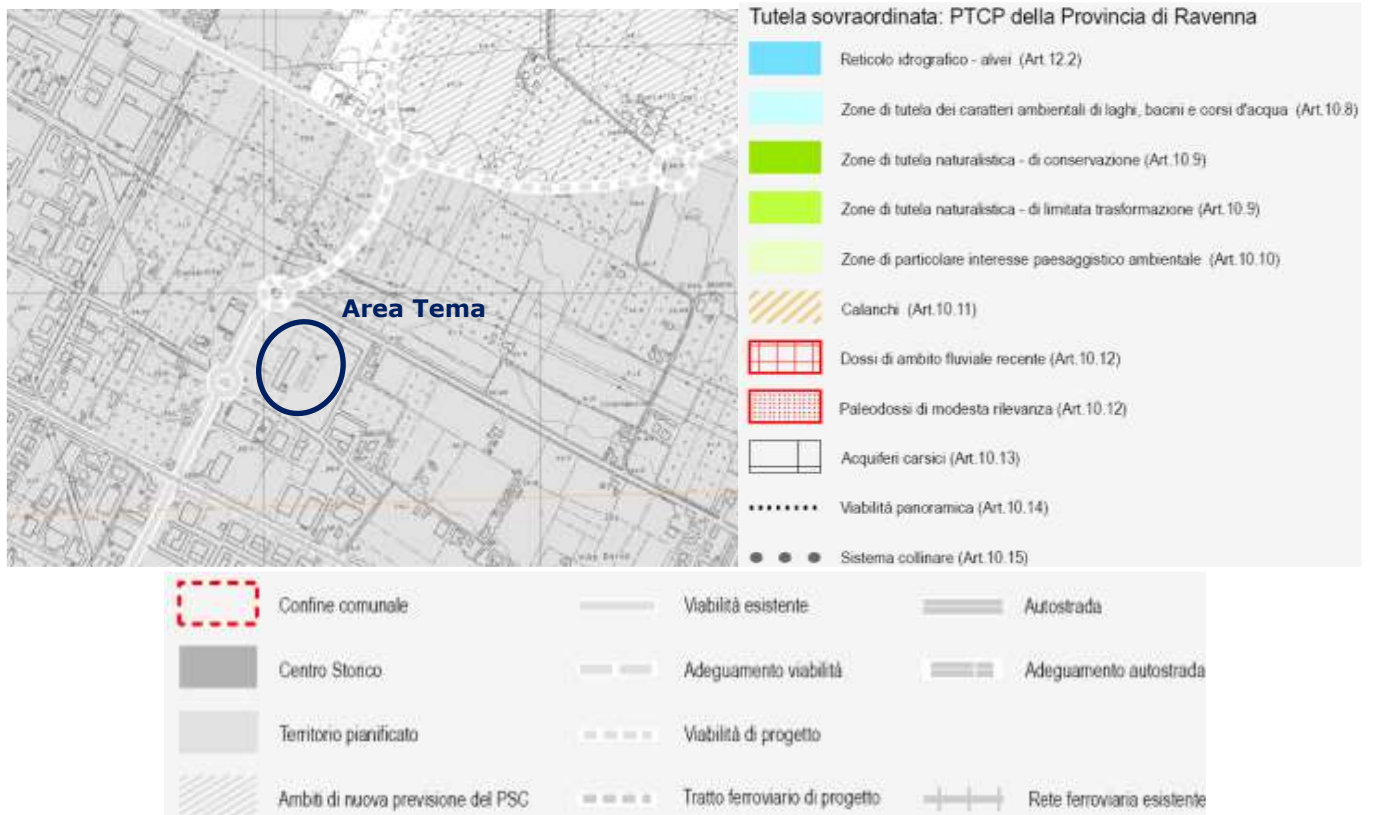 Area Tema
Tutela sovraordinata: PTCP della Provincia di Ravenna
Reticolo idrografico - alvei (Art.12.2)
Zone di tutela dei caratteri ambientali di laghi, bacini e corsi d'acqua (Art.10.8)
Zone di tutela naturalistica - di conservazione (Art.10.9)
Zone di tutela naturalistica - di limitata trasformazione (Art.10.9)
Zone di particolare interesse paesaggistico ambientale (Art.10.10)
Calanchi (Art.10.11)
Dossi di ambito fluviale recente (Art.10.12)
Paleodossi di modesta rilevanza (Art.10.12)
Acquiferi carsici (Art.10.13)
Viabilità panoramica (Art.10.14)
Sistema collinare (Art.10.15)
Confine comunale
Viabilità esistente
Autostrada
Centro Storico
Adeguamento viabilità
Adeguamento autostrada
Territorio pianificato
Viabilità di progetto
Ambiti di nuova previsione del PSC
Tratto ferroviario di progetto
Rete ferroviaria esistente